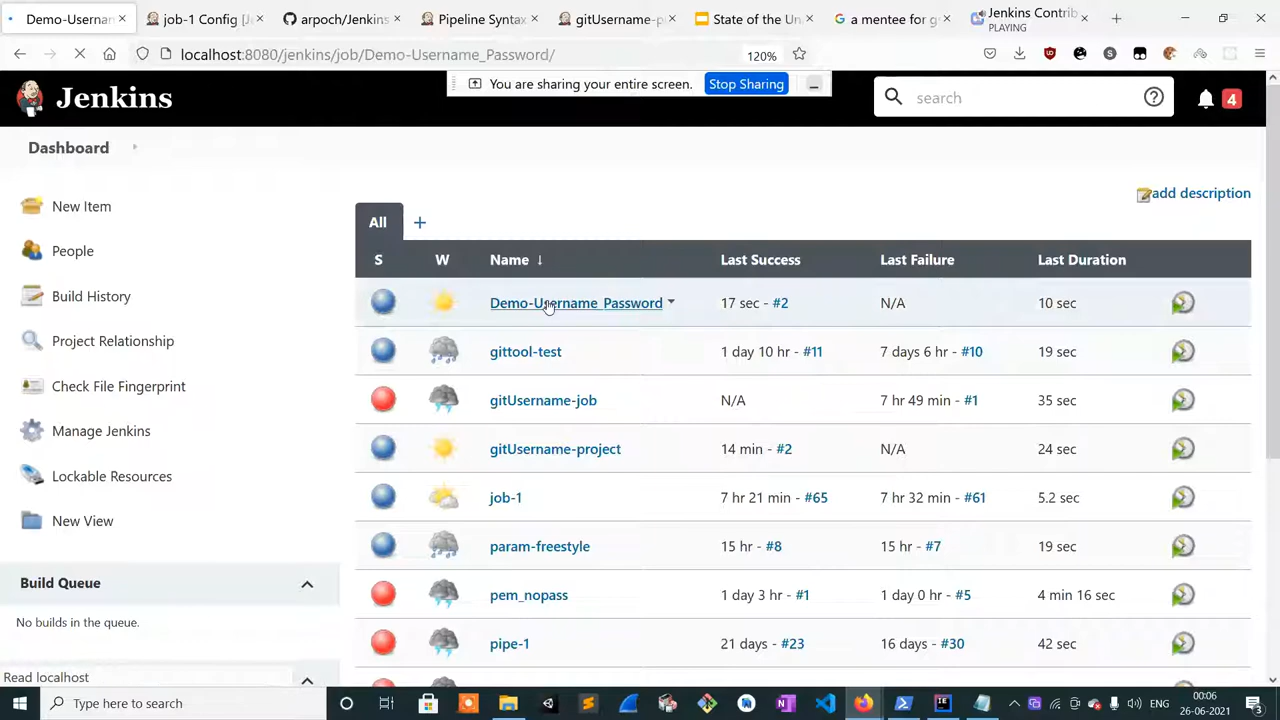 Demo-Usernam
job-1 Config [J
arpoch/Jenkins
Pipeline Syntax
gitUsername-p
State of the Un
a mentee for g
Jenkins Contrib
PLAYING
localhost:8080/jenkins/job/Demo-Username_Password/
120%
You are sharing your entire screen.
Stop Sharing
Jenkins
search
4
Dashboard
add description
New Item
People
Build History
Project Relationship
Check File Fingerprint
Manage Jenkins
Lockable Resources
New View
Build Queue
No builds in the queue.
All +
S W Name ↓ Last Success Last Failure Last Duration
Demo-Username_Password 17 sec - #2 N/A 10 sec
gittool-test 1 day 10 hr - #11 7 days 6 hr - #10 19 sec
gitUsername-job N/A 7 hr 49 min - #1 35 sec
gitUsername-project 14 min - #2 N/A 24 sec
job-1 7 hr 21 min - #65 7 hr 32 min - #61 5.2 sec
param-freestyle 15 hr - #8 15 hr - #7 19 sec
pem_nopass 1 day 3 hr - #1 1 day 0 hr - #5 4 min 16 sec
pipe-1 21 days - #23 16 days - #30 42 sec
Read localhost
Type here to search
ENG
00:06
26-06-2021
3